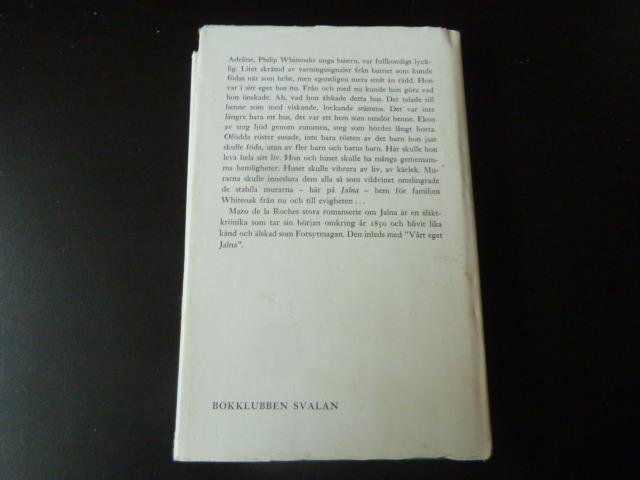 Adeline, Philip Whiteoaks unga hustru, var fullkomligt lyck-
lig. Litet skrämd av varningssignaler från barnet som kunde
födas när som helst, men egentligen mera stolt än rädd. Hon
var i sitt eget hus nu. Från och med nu kunde hon göra vad
hon önskade. Ah, vad hon älskade detta hus. Det talade till
henne som med viskande, lockande stämma. Det var inte
längre bara ett hus, det var ett hem som omslöt henne. Ekon
av steg ljöd genom rummen, steg som hördes långt borta.
Ofödda röster susade, inte bara rösten av det barn hon just
skulle föda, utan av fler barn och barns barn. Här skulle hon
leva hela sitt liv. Hon och huset skulle ha många gemensam-
ma hemligheter. Huset skulle vibrera av liv, av kärlek. Mu-
rarna skulle innesluta dem alla så som vildvinet omslingrade
de stabila murarna – här på Jalna – hem för familjen
Whiteoak från nu och till evigheten . . .
Mazo de la Roches stora romanserie om Jalna är en släkt-
krönika som tar sin början omkring år 1850 och blivit lika
känd och älskad som Forsytesagan. Den inleds med "Vårt eget
Jalna".
BOKKLUBBEN SVALAN